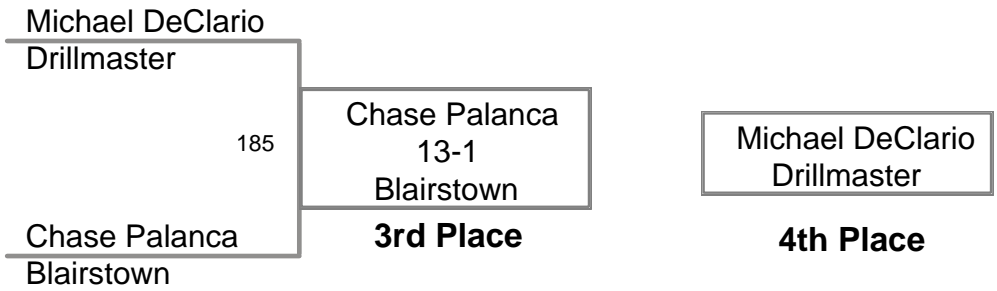 Michael DeClario
Drillmaster
185
Chase Palanca
Blairstown
Chase Palanca
13-1
Blairstown
3rd Place
Michael DeClario
Drillmaster
4th Place